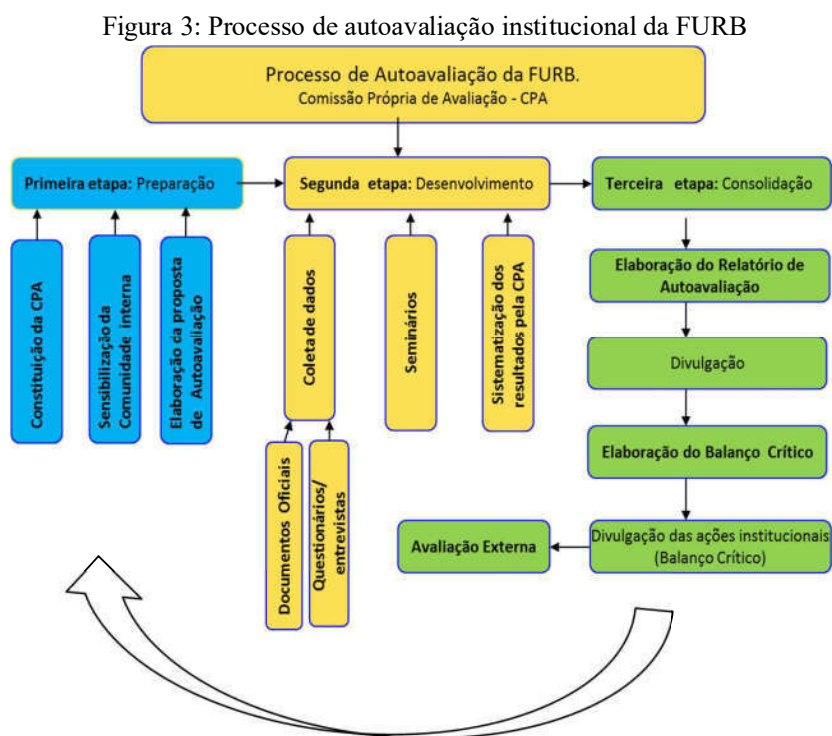 Figura 3: Processo de autoavaliação institucional da FURB
Processo de Autoavaliação da FURB.
Comissão Própria de Avaliação - CPA
Primeira etapa: Preparação
Segunda etapa: Desenvolvimento
Terceira etapa: Consolidação
Constituição da CPA
Sensibilização da
Comunidade interna
Elaboração da proposta
de Autoavaliação
Coleta de dados
Seminários
Sistematização dos
resultados pela CPA
Documentos Oficiais
Questionários/
entrevistas
Elaboração do Relatório de
Autoavaliação
Divulgação
Elaboração do Balanço Crítico
Divulgação das ações institucionais
(Balanço Crítico)
Avaliação Externa